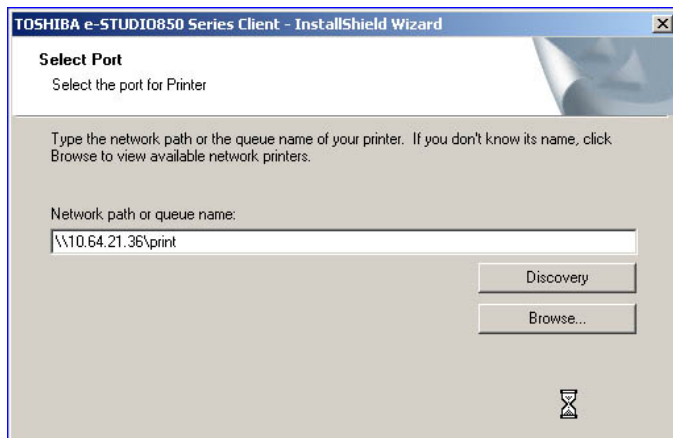 TOSHIBA e-STUDIO850 Series Client - InstallShield Wizard
Select Port
Select the port for Printer
Type the network path or the queue name of your printer.  If you don't know its name, click
Browse to view available network printers.
Network path or queue name:
\\10.64.21.36\print
Discovery
Browse...